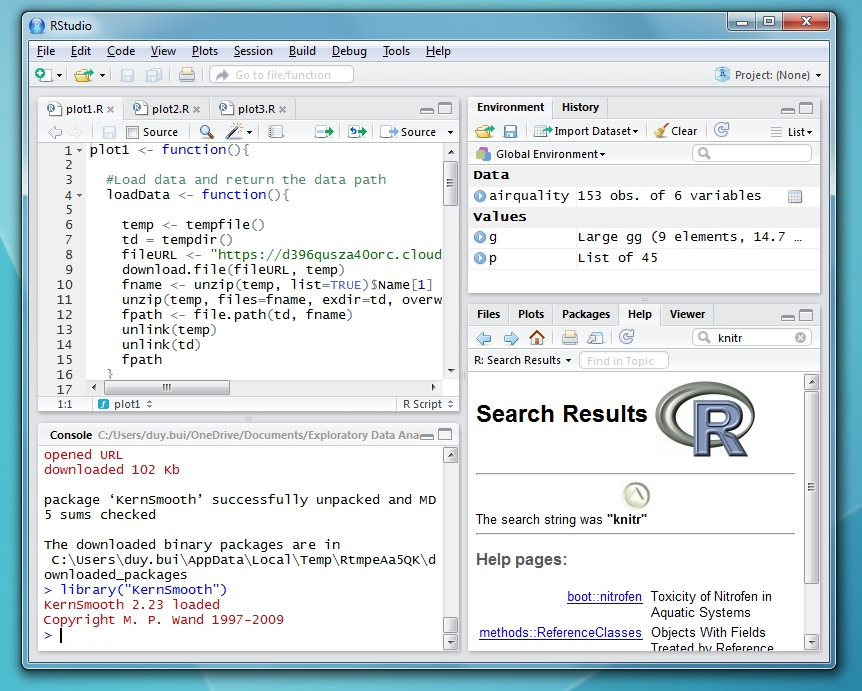 RStudio
File Edit Code View Plots Session Build Debug Tools Help
Go to file/function
Project: (None)
plot1.R plot2.R plot3.R
Source Source
1 plot1 <- function(){
2
3 #Load data and return the data path
4 loadData <- function(){
5
6 temp <- tempfile()
7 td = tempdir()
8 fileURL <- "https://d396qusza40orc.cloud
9 download.file(fileURL, temp)
10 fname <- unzip(temp, list=TRUE)$Name[1]
11 unzip(temp, files=fname, exdir=td, overw
12 fpath <- file.path(td, fname)
13 unlink(temp)
14 unlink(td)
15 fpath
16 }
17
1:1 plot1 R Script
Console C:/Users/duy.bui/OneDrive/Documents/Exploratory Data Ana
opened URL
downloaded 102 Kb
package ‘KernSmooth’ successfully unpacked and MD
5 sums checked
The downloaded binary packages are in
C:\Users\duy.bui\AppData\Local\Temp\RtmpeAa5QK\d
ownloaded_packages
> library("KernSmooth")
KernSmooth 2.23 loaded
Copyright M. P. Wand 1997-2009
>
Environment History
Import Dataset Clear List
Global Environment
Data
airquality 153 obs. of 6 variables
Values
g Large gg (9 elements, 14.7 …
p List of 45
Files Plots Packages Help Viewer
knitr
R: Search Results Find in Topic
Search Results R
The search string was "knitr"
Help pages:
boot::nitrofen Toxicity of Nitrofen in
Aquatic Systems
methods::ReferenceClasses Objects With Fields
Treated by Reference